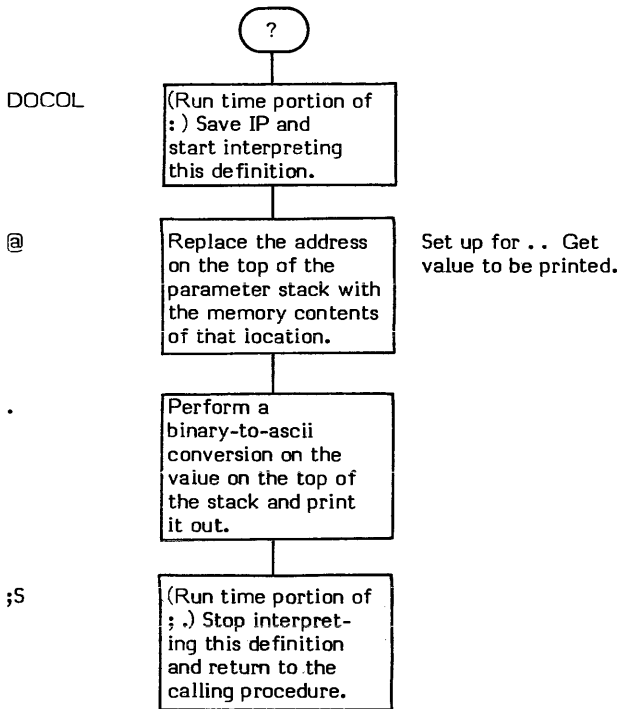 ?
DOCOL
(Run time portion of
: ) Save IP and
start interpreting
this definition.
@
Replace the address
on the top of the
parameter stack with
the memory contents
of that location.
Set up for . . Get
value to be printed.
.
Perform a
binary-to-ascii
conversion on the
value on the top of
the stack and print
it out.
;S
(Run time portion of
; .) Stop interpret-
ing this definition
and return to the
calling procedure.